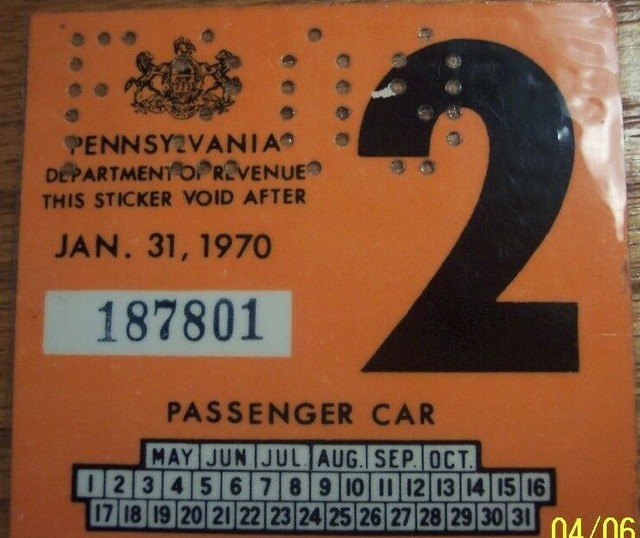 PENNSYLVANIA
DEPARTMENT OF REVENUE
THIS STICKER VOID AFTER
JAN. 31, 1970
2
187801
PASSENGER CAR
MAY JUN JUL. AUG. SEP. OCT.
1 2 3 4 5 6 7 8 9 10 11 12 13 14 15 16
17 18 19 20 21 22 23 24 25 26 27 28 29 30 31
04/06